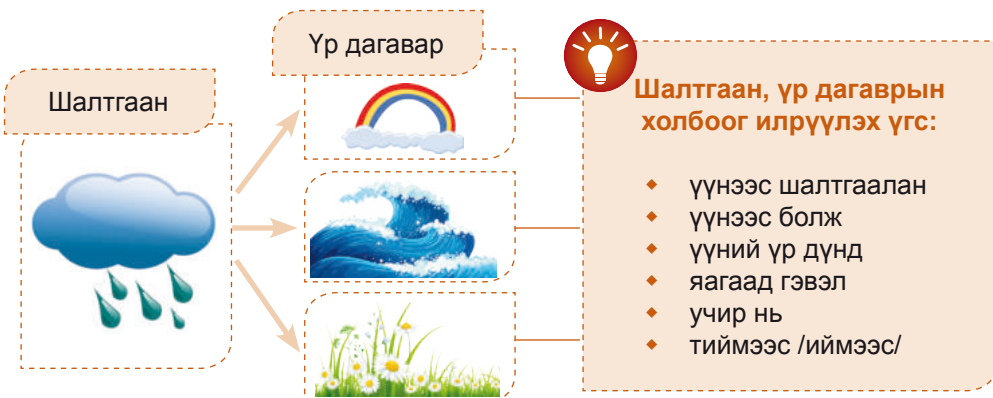 Шалтгаан
Үр дагавар
Шалтгаан, үр дагаврын
холбоог илрүүлэх үгс:
үүнээс шалтгаалан
үүнээс болж
үүний үр дүнд
яагаад гэвэл
учир нь
тиймээс /иймээс/